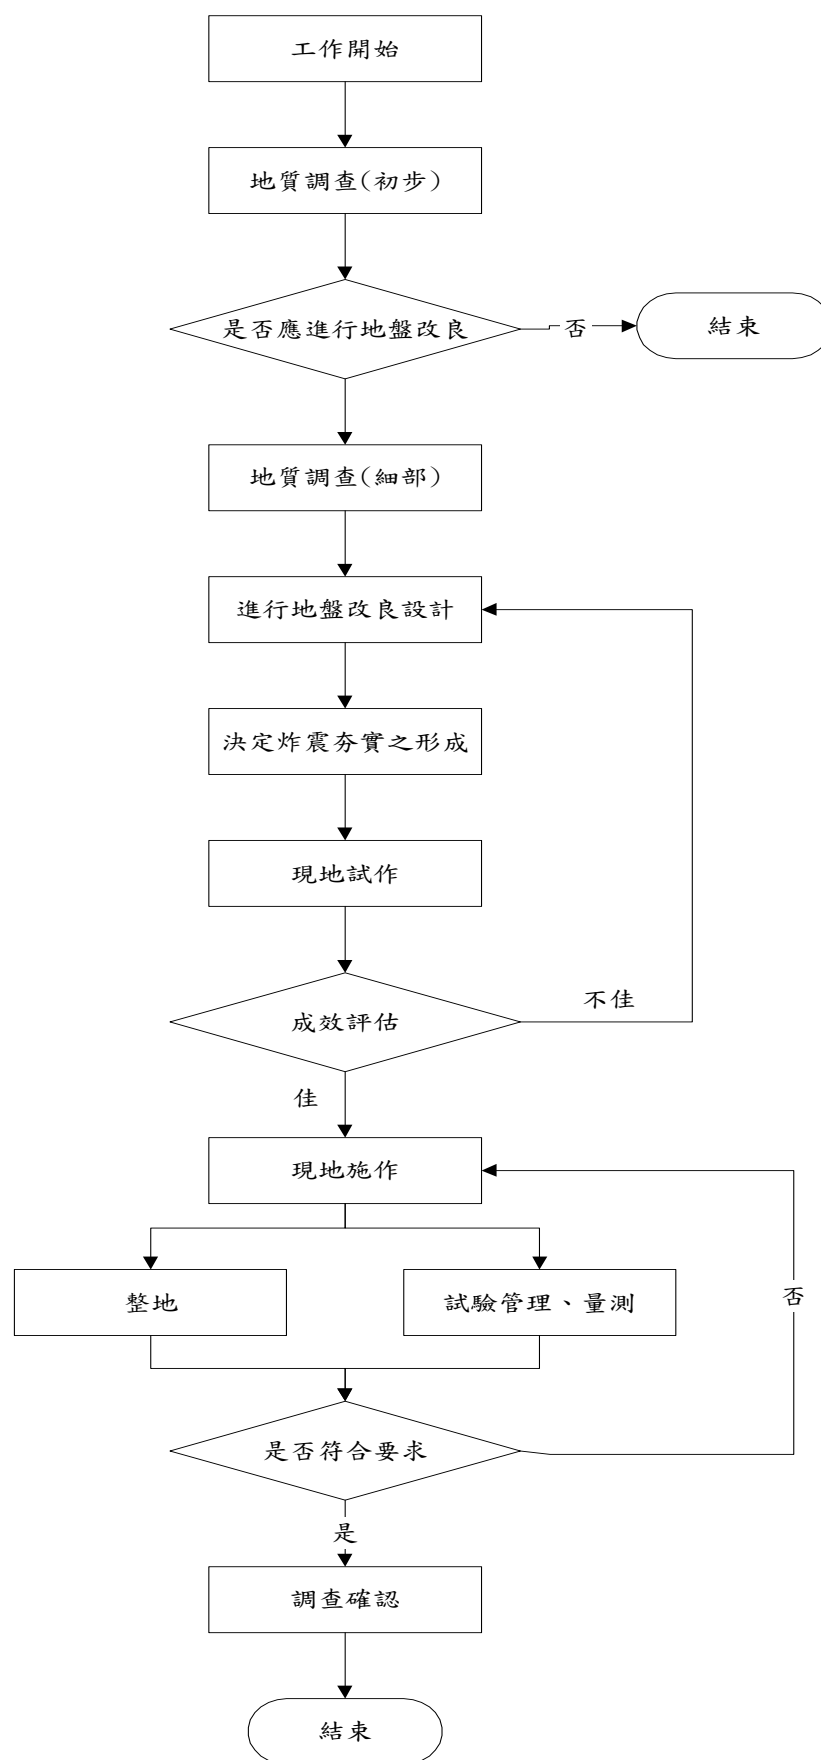 工作開始
地質調查(初步)
是否應進行地盤改良
否
結束
地質調查(細部)
進行地盤改良設計
決定炸震夯實之形成
現地試作
成效評估
不佳
佳
現地施作
整地
試驗管理、量測
否
是否符合要求
是
調查確認
結束